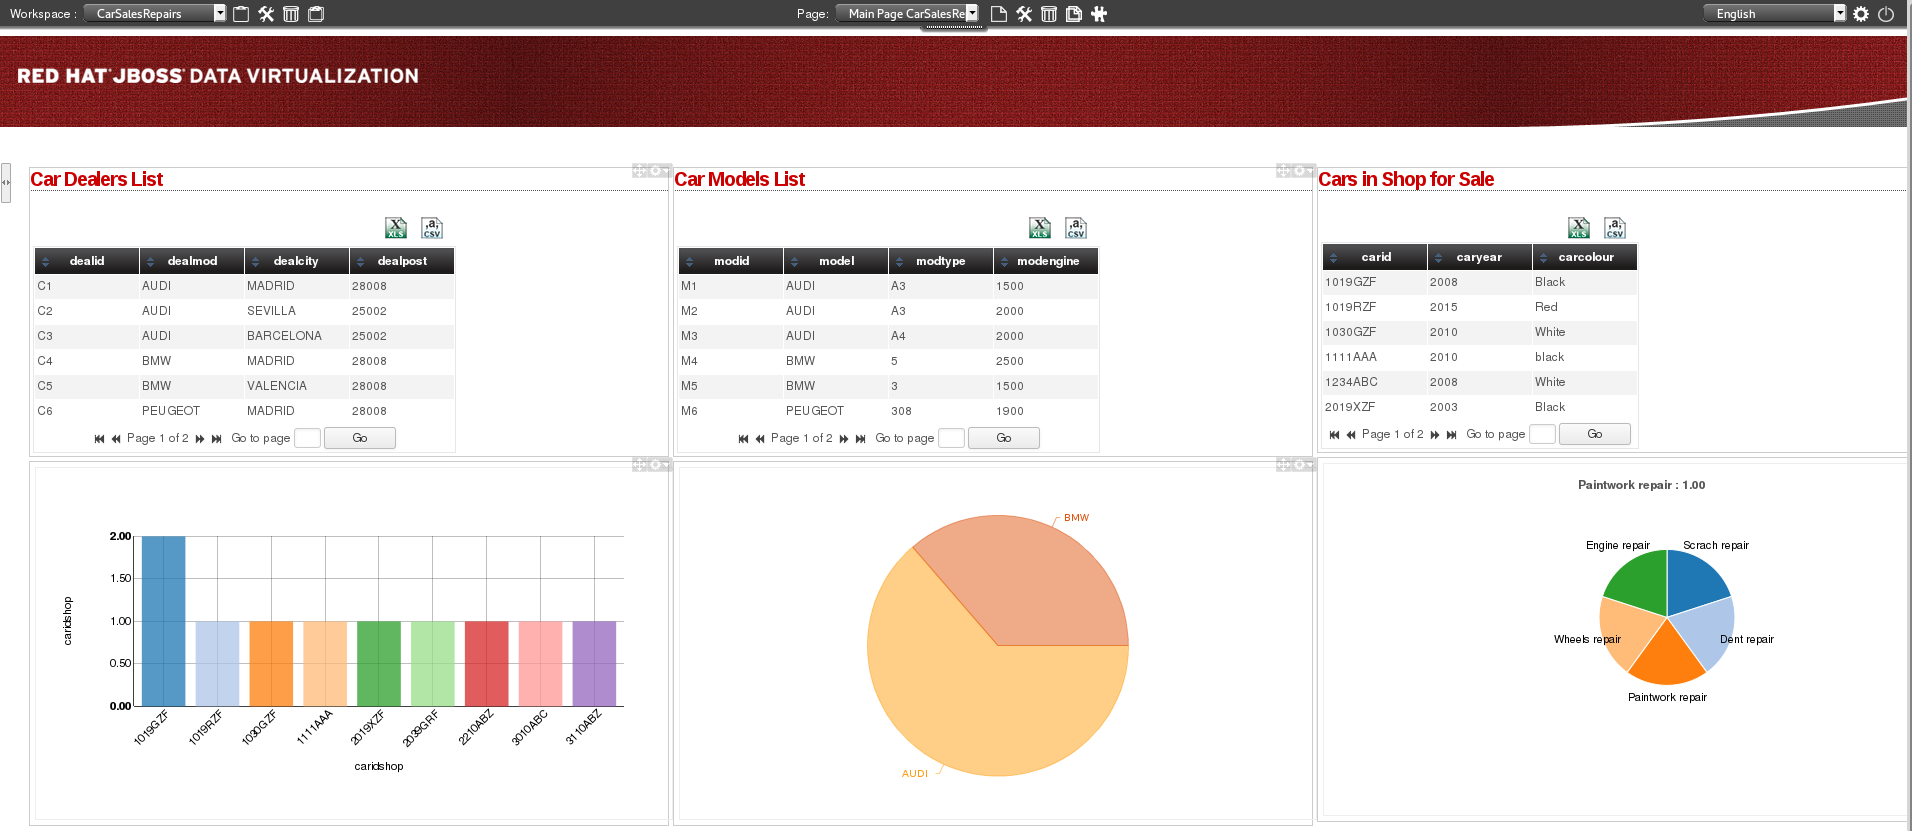 Workspace : CarSalesRepairs Page: Main Page CarSalesRe English
RED HAT JBOSS DATA VIRTUALIZATION
Car Dealers List
XLS a, CSV
dealid dealmod dealcity dealpost
C1 AUDI MADRID 28008
C2 AUDI SEVILLA 25002
C3 AUDI BARCELONA 25002
C4 BMW MADRID 28008
C5 BMW VALENCIA 28008
C6 PEUGEOT MADRID 28008
Page 1 of 2 Go to page Go
Car Models List
XLS a, CSV
modid model modtype modengine
M1 AUDI A3 1500
M2 AUDI A3 2000
M3 AUDI A4 2000
M4 BMW 5 2500
M5 BMW 3 1500
M6 PEUGEOT 308 1900
Page 1 of 2 Go to page Go
Cars in Shop for Sale
XLS a, CSV
carid caryear carcolour
1019GZF 2008 Black
1019RZF 2015 Red
1030GZF 2010 White
1111AAA 2010 black
1234ABC 2008 White
2019XZF 2003 Black
Page 1 of 2 Go to page Go
2.00
1.50
1.00
0.50
0.00
caridshop
1019GZF 1019RZF 1030GZF 1111AAA 2019XZF 2039GRF 2210ABZ 3010ABC 3110ABZ
caridshop
BMW
AUDI
Paintwork repair : 1.00
Engine repair Scrach repair
Wheels repair Dent repair
Paintwork repair